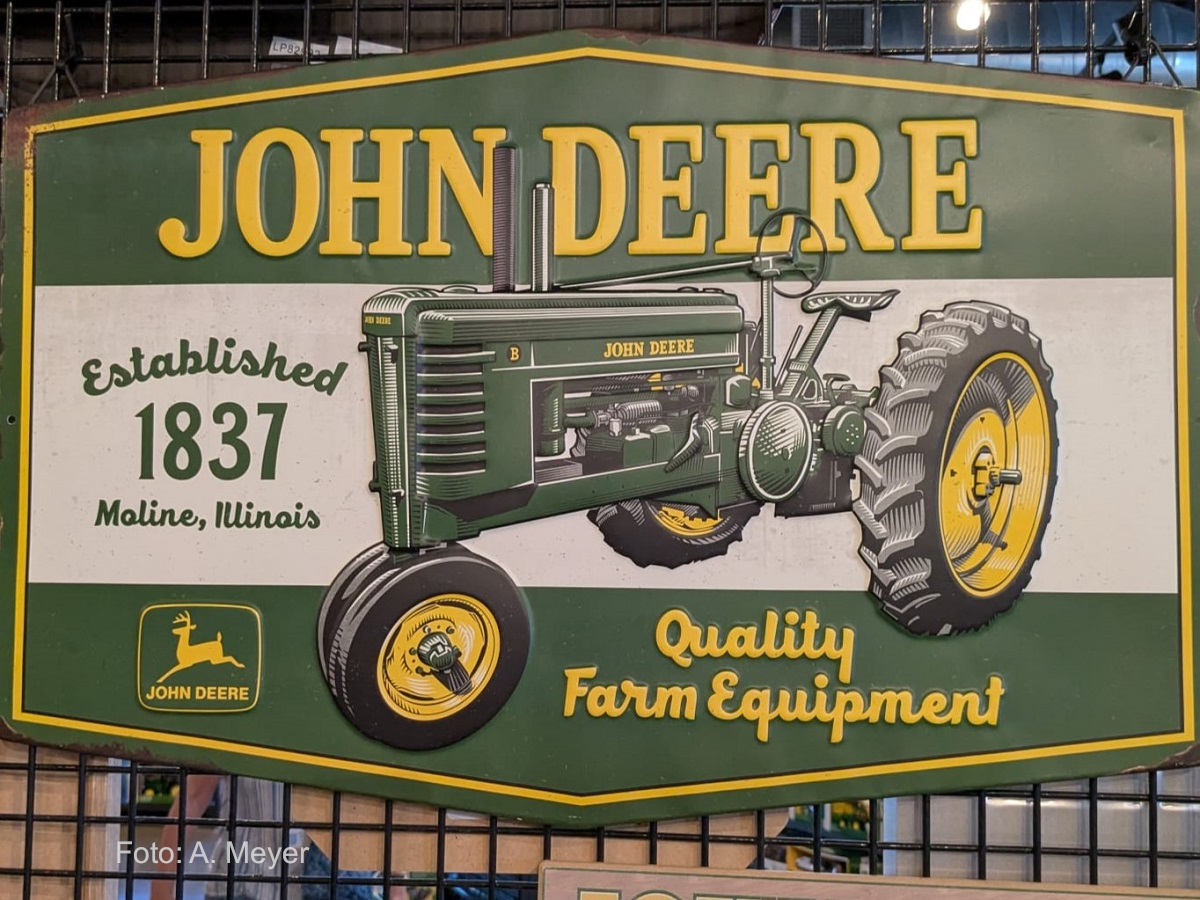 JOHN DEERE
JOHN DEERE
B
JOHN DEERE
Established
1837
Moline, Illinois
JOHN DEERE
Quality
Farm Equipment
Foto: A. Meyer